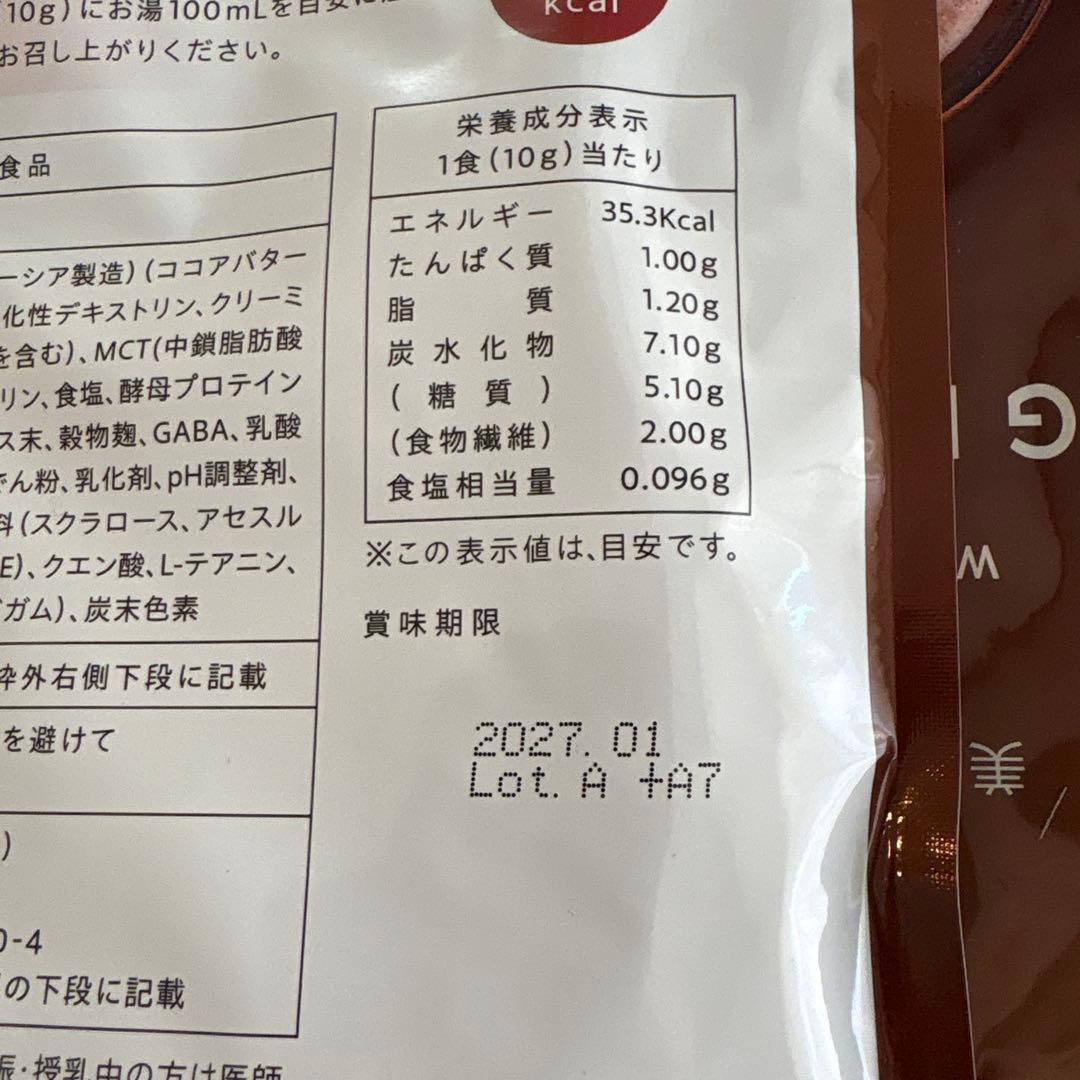 10g)にお湯100mLを目安に
お召し上がりください。
kcal
食品
ーシア製造)(ココアバター
化性デキストリン、クリーミ
を含む)、MCT(中鎖脂肪酸
リン、食塩、酵母プロテイン
ス末、穀物麹、GABA、乳酸
でん粉、乳化剤、pH調整剤、
料(スクラロース、アセスル
E)、クエン酸、L-テアニン、
ガム)、炭末色素
枠外右側下段に記載
を避けて
)
0-4
の下段に記載
娠・授乳中の方は医師
栄養成分表示
1食(10g)当たり
エネルギー 35.3Kcal
たんぱく質 1.00g
脂質 1.20g
炭水化物 7.10g
(糖質) 5.10g
(食物繊維) 2.00g
食塩相当量 0.096g
※この表示値は、目安です。
賞味期限
2027.01
Lot.A +A7
G
W
美